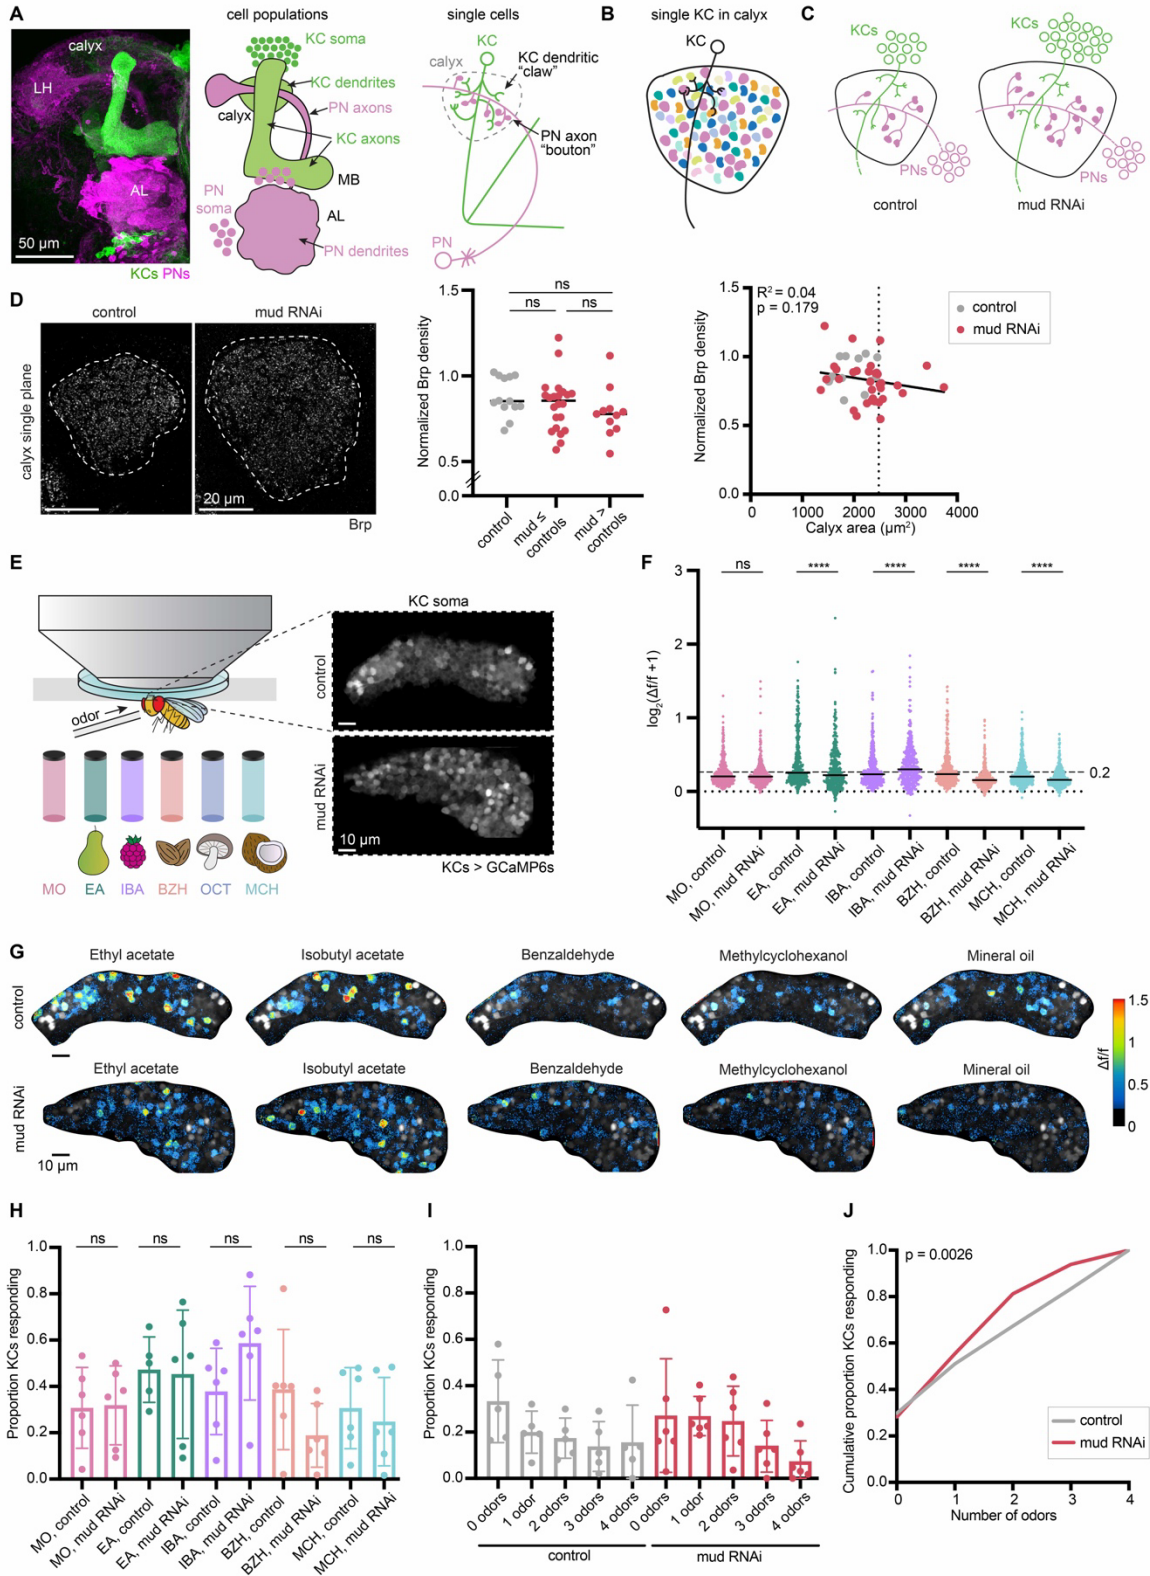 A
cell populations
single cells
calyx
LH
AL
50 µm
KCs PNs
KC soma
KC dendrites
PN axons
calyx
KC axons
MB
PN
soma
AL
PN dendrites
KC
calyx
KC dendritic
“claw”
PN axon
“bouton”
PN
B
single KC in calyx
KC
C
KCs
KCs
PNs
PNs
control
mud RNAi
D
control
mud RNAi
calyx single plane
20 µm
Brp
Normalized Brp density
1.5
1.0
0.5
0.0
ns
ns
ns
control
mud ≤
controls
mud >
controls
Normalized Brp density
1.5
1.0
0.5
0.0
R² = 0.04
p = 0.179
0
1000
2000
3000
4000
Calyx area (µm²)
control
mud RNAi
E
odor
KC soma
control
mud RNAi
10 µm
KCs > GCaMP6s
MO
EA
IBA
BZH
OCT
MCH
F
log₂(Δf/f +1)
3
2
1
0
ns
****
****
****
****
0.2
MO, control
MO, mud RNAi
EA, control
EA, mud RNAi
IBA, control
IBA, mud RNAi
BZH, control
BZH, mud RNAi
MCH, control
MCH, mud RNAi
G
Ethyl acetate
Isobutyl acetate
Benzaldehyde
Methylcyclohexanol
Mineral oil
control
Ethyl acetate
Isobutyl acetate
Benzaldehyde
Methylcyclohexanol
Mineral oil
mud RNAi
10 µm
1.5
1
0.5
0
Δf/f
H
Proportion KCs responding
1.0
0.8
0.6
0.4
0.2
0.0
ns
ns
ns
ns
ns
MO, control
MO, mud RNAi
EA, control
EA, mud RNAi
IBA, control
IBA, mud RNAi
BZH, control
BZH, mud RNAi
MCH, control
MCH, mud RNAi
I
Proportion KCs responding
1.0
0.8
0.6
0.4
0.2
0.0
0 odors
1 odor
2 odors
3 odors
4 odors
0 odors
1 odor
2 odors
3 odors
4 odors
control
mud RNAi
J
Cumulative proportion KCs responding
1.0
0.8
0.6
0.4
0.2
0.0
p = 0.0026
control
mud RNAi
0
1
2
3
4
Number of odors